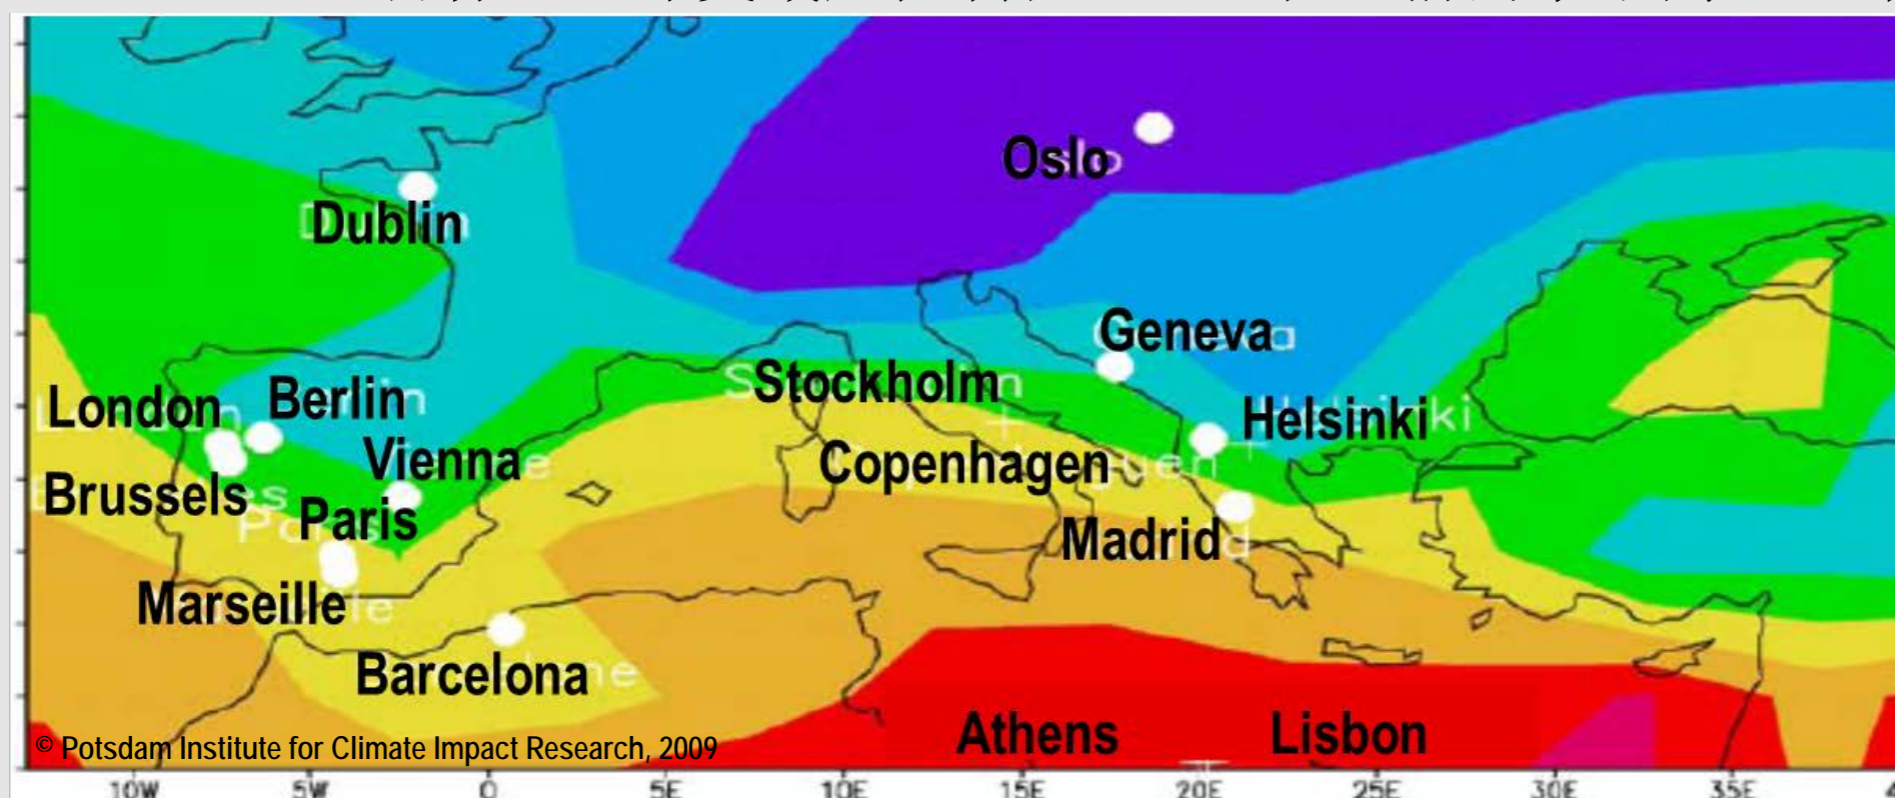 Oslo
Dublin
Geneva
Stockholm
London
Berlin
Helsinki
Vienna
Copenhagen
Brussels
Paris
Madrid
Marseille
Barcelona
Athens
Lisbon
© Potsdam Institute for Climate Impact Research, 2009
10W 5W 0 5E 10E 15E 20E 25E 30E 35E